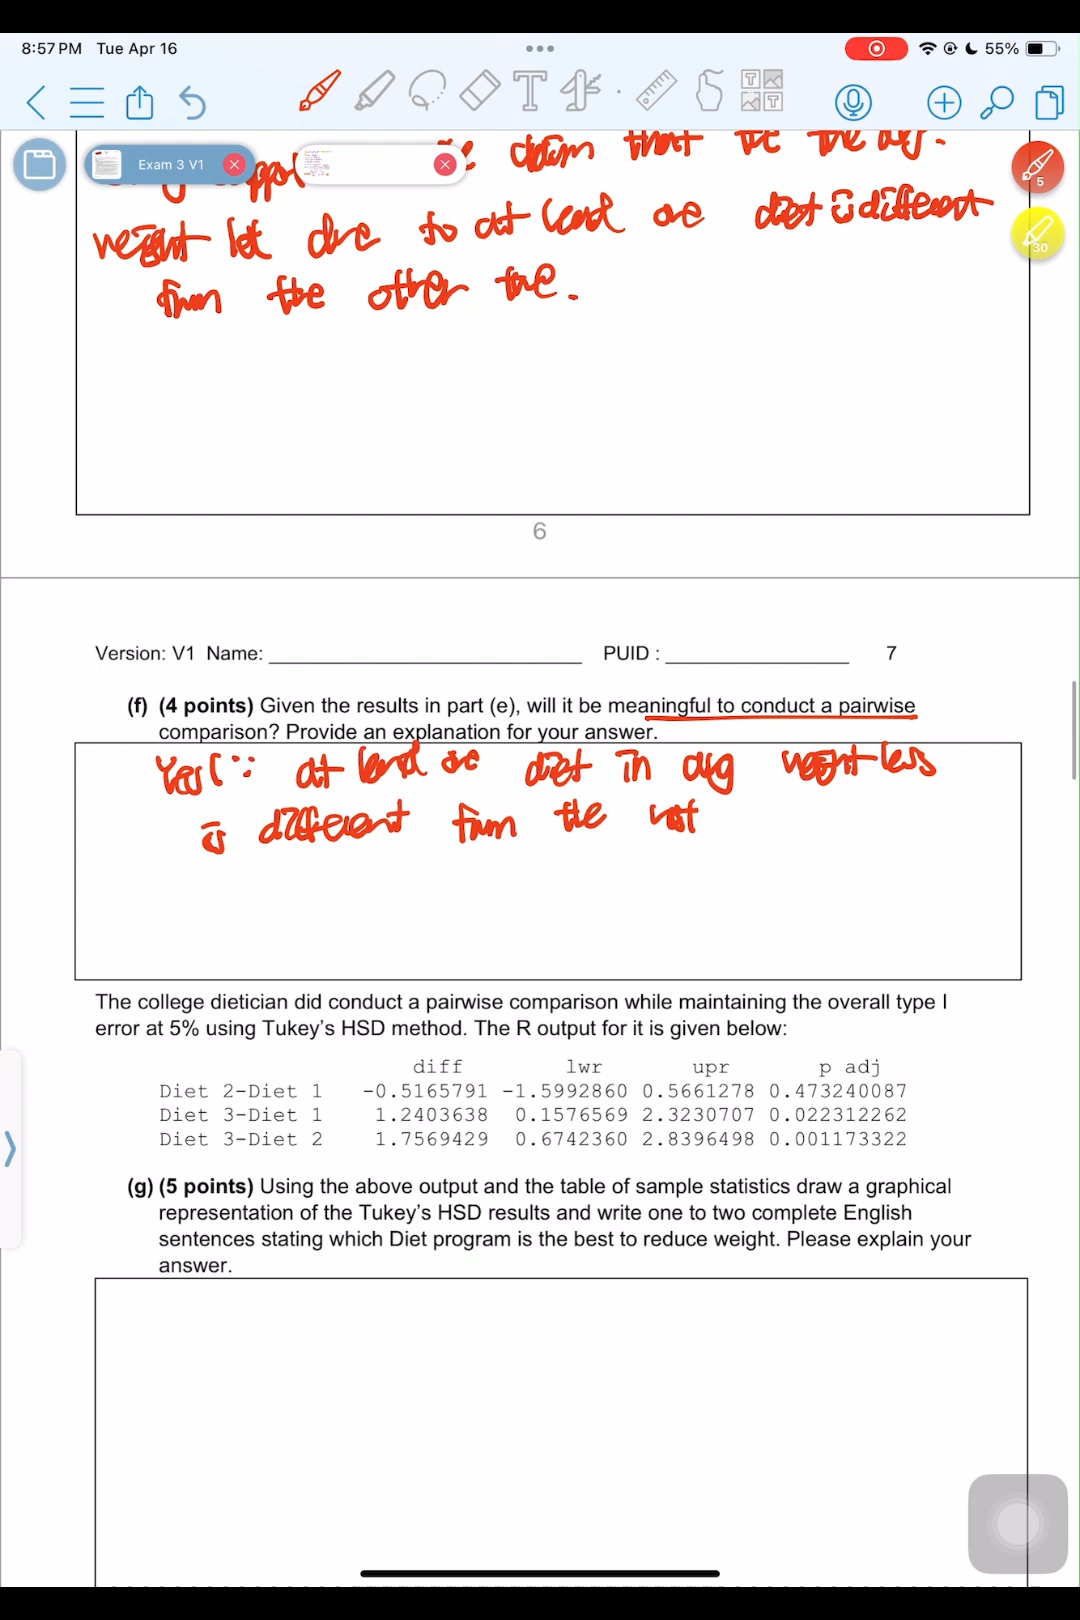 8:57 PM Tue Apr 16
55%
Exam 3 V1
5
30
claim that the the avg.
weight lost due to at least one diet is different
from the other two.
6
Version: V1 Name: ____ PUID : ____ 7
(f) (4 points) Given the results in part (e), will it be meaningful to conduct a pairwise
comparison? Provide an explanation for your answer.
Yes! ∵ at least one diet in avg weight loss
is different from the rest
The college dietician did conduct a pairwise comparison while maintaining the overall type I
error at 5% using Tukey's HSD method. The R output for it is given below:
diff lwr upr p adj
Diet 2-Diet 1 -0.5165791 -1.5992860 0.5661278 0.473240087
Diet 3-Diet 1 1.2403638 0.1576569 2.3230707 0.022312262
Diet 3-Diet 2 1.7569429 0.6742360 2.8396498 0.001173322
(g) (5 points) Using the above output and the table of sample statistics draw a graphical
representation of the Tukey's HSD results and write one to two complete English
sentences stating which Diet program is the best to reduce weight. Please explain your
answer.